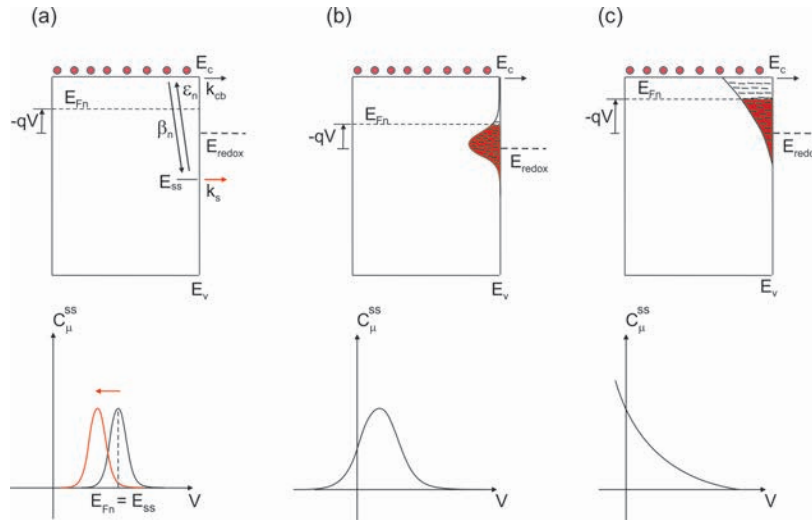 (a)
E_c
ε_n
k_cb
E_Fn
-qV
β_n
E_redox
E_ss
k_s
E_v
C_μ^ss
E_Fn = E_ss
V
(b)
E_c
E_Fn
-qV
E_redox
E_v
C_μ^ss
V
(c)
E_c
E_Fn
-qV
E_redox
E_v
C_μ^ss
V